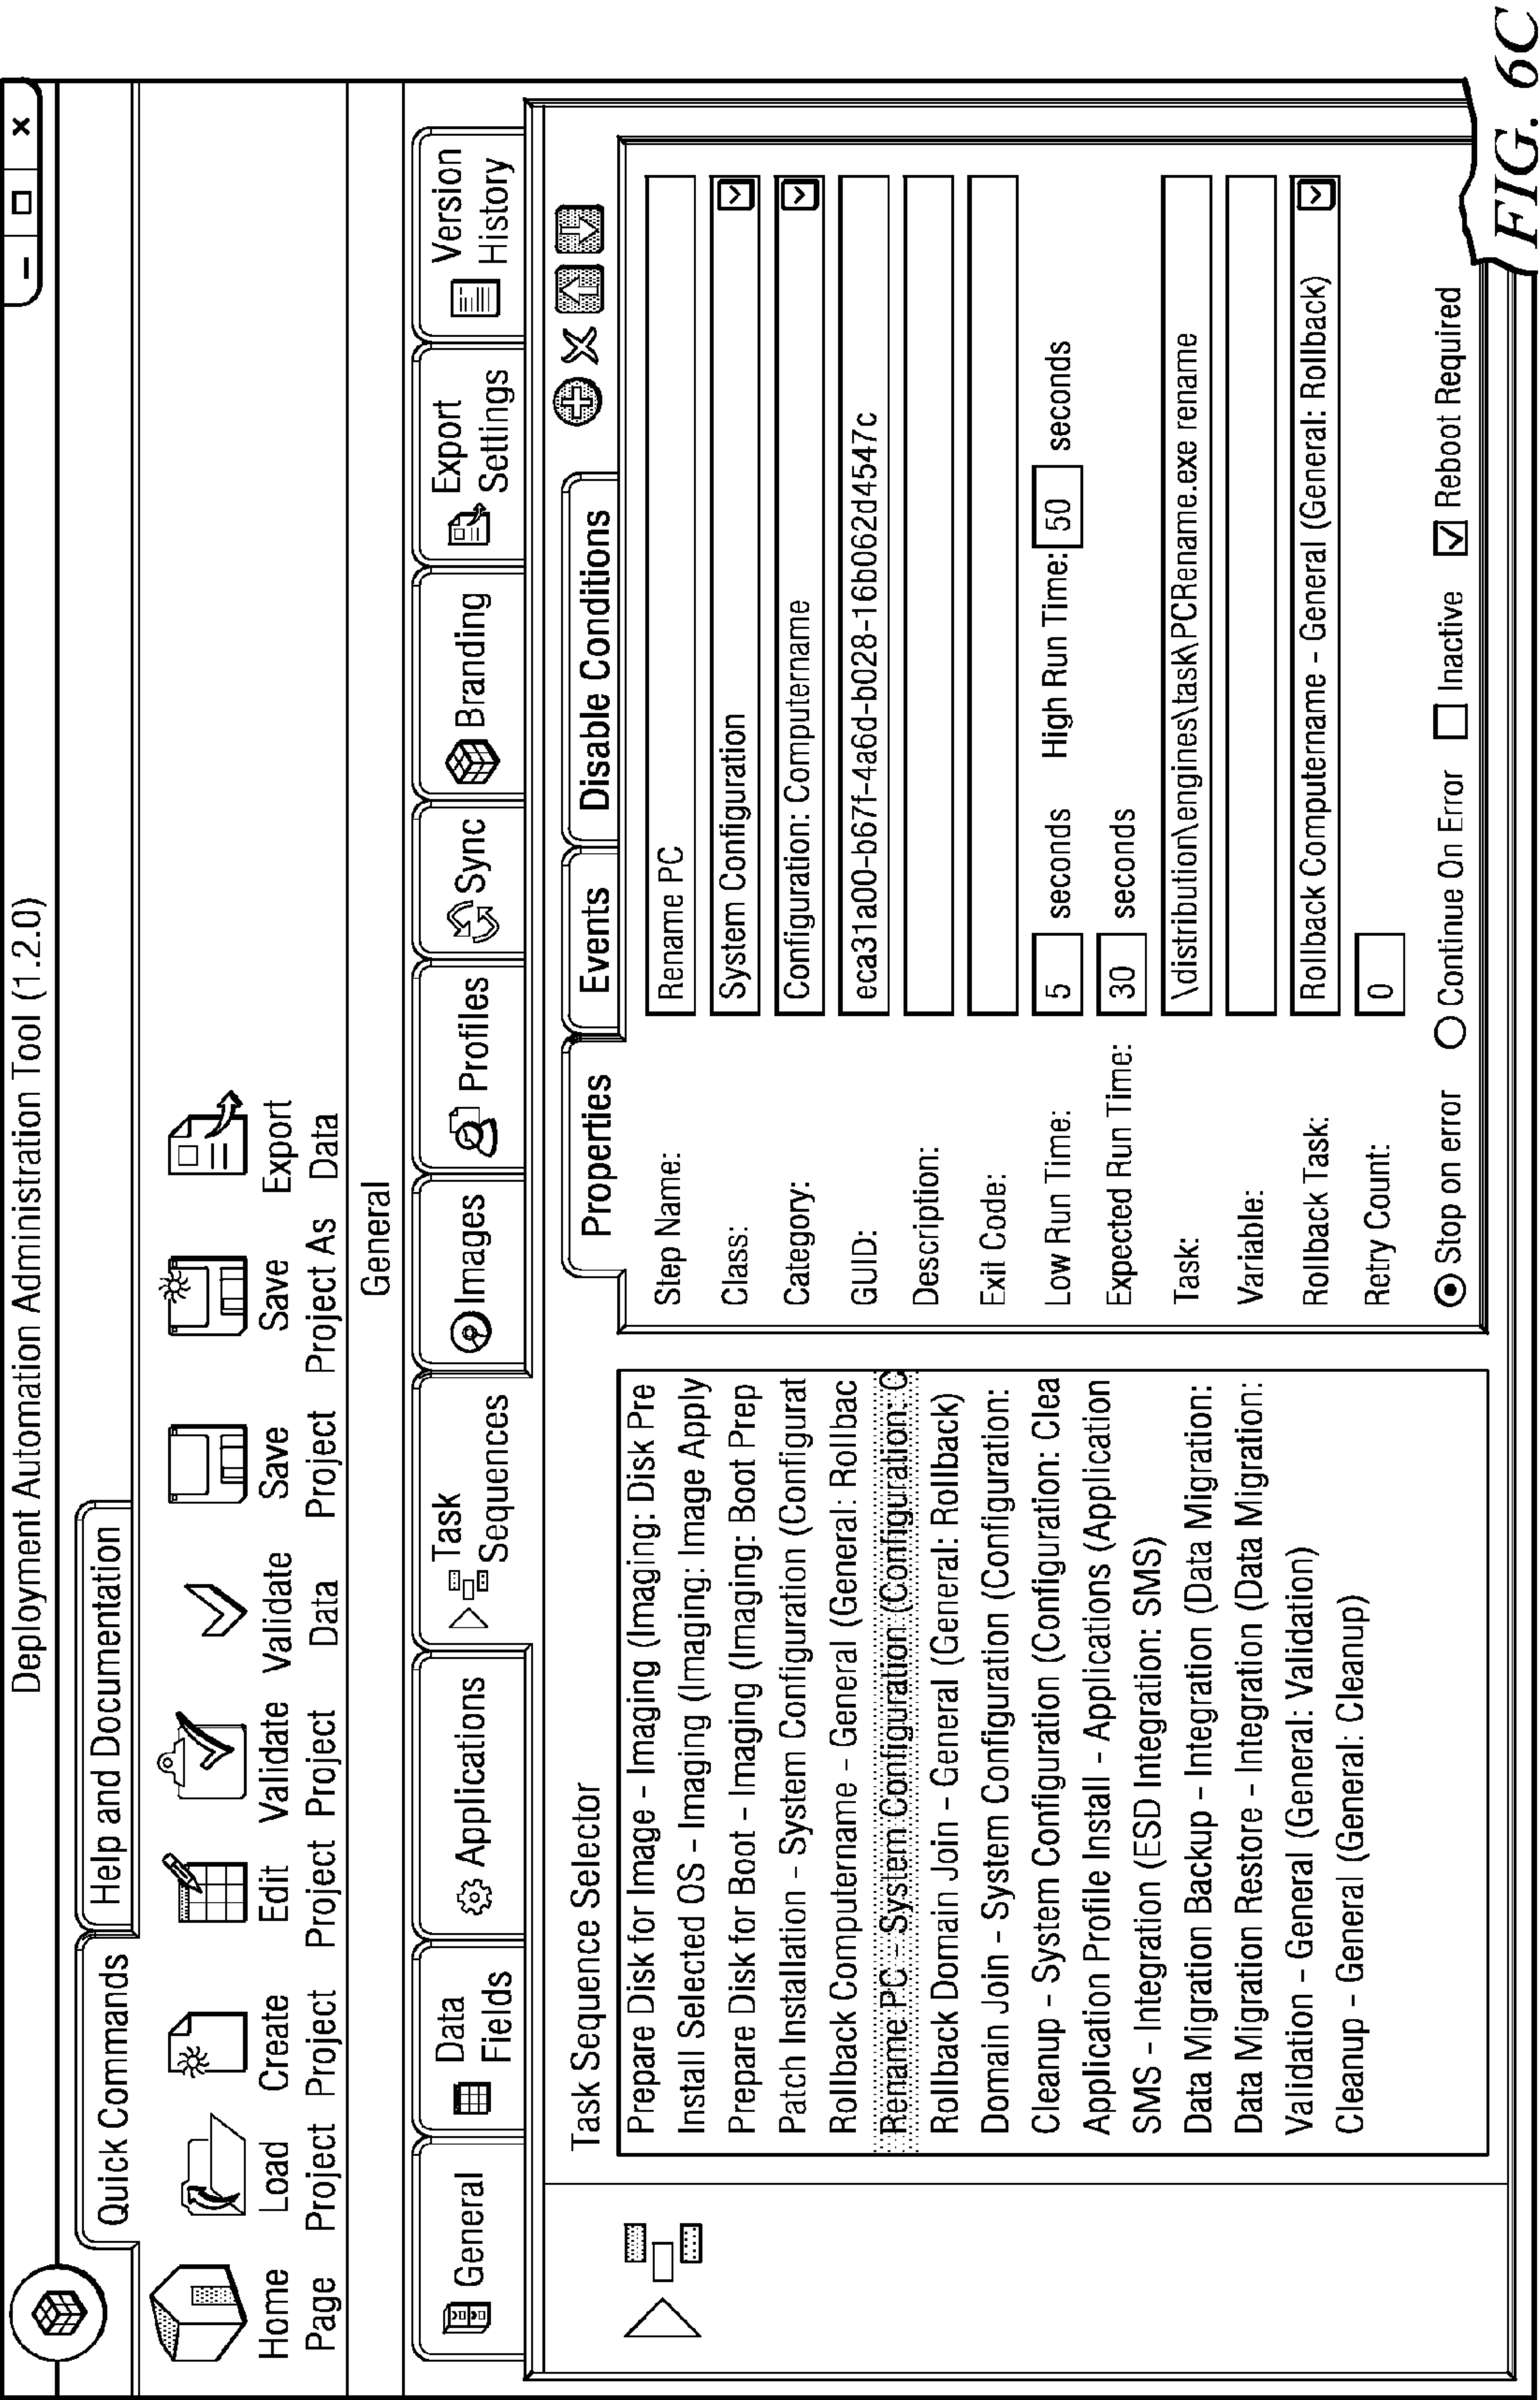 Deployment Automation Administration Tool (1.2.0)
Quick Commands
Help and Documentation
Home Page
Load Project
Create Project
Edit Project
Validate Project
Validate Data
Save Project
Save Project As
Export Data
General
General
Data Fields
Applications
Task Sequences
Images
Profiles
Sync
Branding
Export Settings
Version History
Task Sequence Selector
Prepare Disk for Image - Imaging (Imaging: Disk Pre
Install Selected OS - Imaging (Imaging: Image Apply
Prepare Disk for Boot - Imaging (Imaging: Boot Prep
Patch Installation - System Configuration (Configurat
Rollback Computername - General (General: Rollbac
Rename PC - System Configuration (Configuration: C
Rollback Domain Join - General (General: Rollback)
Domain Join - System Configuration (Configuration:
Cleanup - System Configuration (Configuration: Clea
Application Profile Install - Applications (Application
SMS - Integration (ESD Integration: SMS)
Data Migration Backup - Integration (Data Migration:
Data Migration Restore - Integration (Data Migration:
Validation - General (General: Validation)
Cleanup - General (General: Cleanup)
Properties
Events
Disable Conditions
Step Name: Rename PC
Class: System Configuration
Category: Configuration: Computername
GUID: eca31a00-b67f-4a6d-b028-16b062d4547c
Description:
Exit Code:
Low Run Time: 5 seconds High Run Time: 50 seconds
Expected Run Time: 30 seconds
Task: \distribution\engines\task\PCRename.exe rename
Variable:
Rollback Task: Rollback Computername - General (General: Rollback)
Retry Count: 0
Stop on error Continue On Error Inactive Reboot Required
FIG. 6C